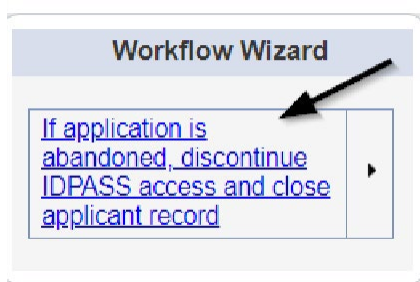 Workflow Wizard
If application is
abandoned, discontinue
IDPASS access and close
applicant record